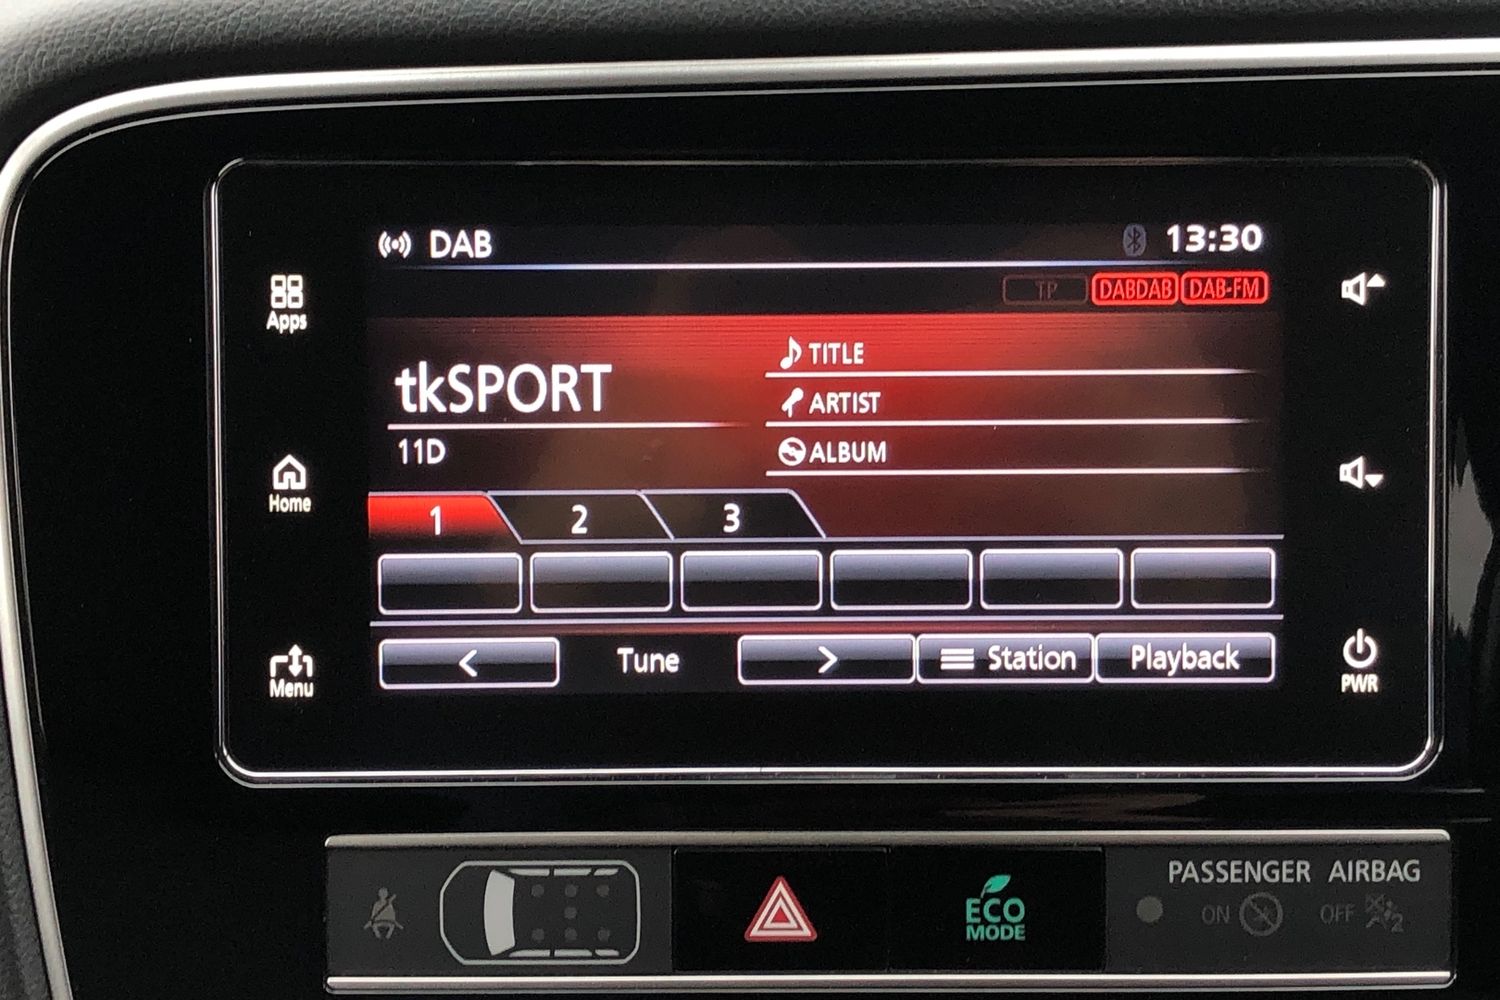 DAB
13:30
TP DABDAB DAB-FM
Apps
tkSPORT
11D
TITLE
ARTIST
ALBUM
Home
1 2 3
< Tune > Station Playback
Menu
PWR
PASSENGER AIRBAG
ON OFF
2
ECO
MODE